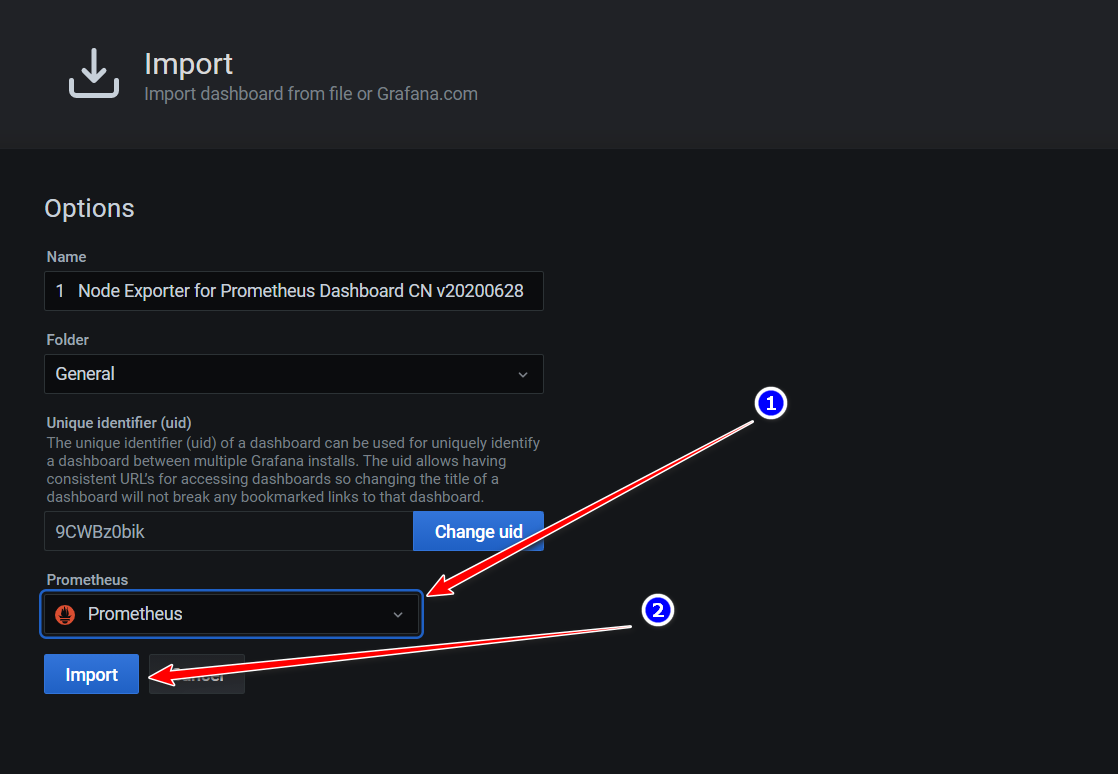 Import
Import dashboard from file or Grafana.com
Options
Name
1 Node Exporter for Prometheus Dashboard CN v20200628
Folder
General
Unique identifier (uid)
The unique identifier (uid) of a dashboard can be used for uniquely identify
a dashboard between multiple Grafana installs. The uid allows having
consistent URL's for accessing dashboards so changing the title of a
dashboard will not break any bookmarked links to that dashboard.
9CWBz0bik
Change uid
1
Prometheus
Prometheus
2
Import
Cancel